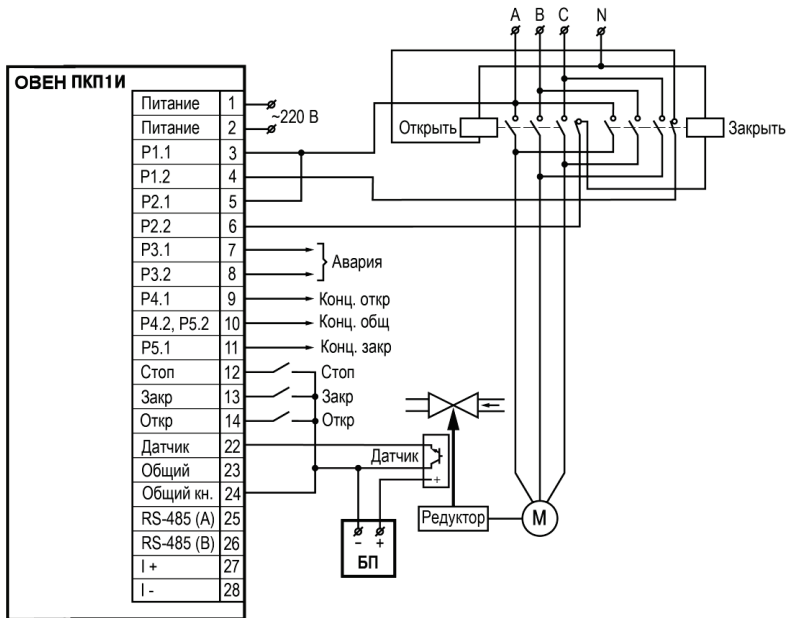 A B C N
ОВЕН ПКП1И
Питание 1
~220 В
Питание 2
Открыть
Закрыть
P1.1 3
P1.2 4
P2.1 5
P2.2 6
P3.1 7
Авария
P3.2 8
P4.1 9 Конц. откр
P4.2, P5.2 10 Конц. общ
P5.1 11 Конц. закр
Стоп 12 Стоп
Закр 13 Закр
Откр 14 Откр
Датчик 22
Датчик
Общий 23
+
Общий кн. 24
RS-485 (A) 25
Редуктор
М
RS-485 (B) 26
– +
БП
I + 27
I - 28